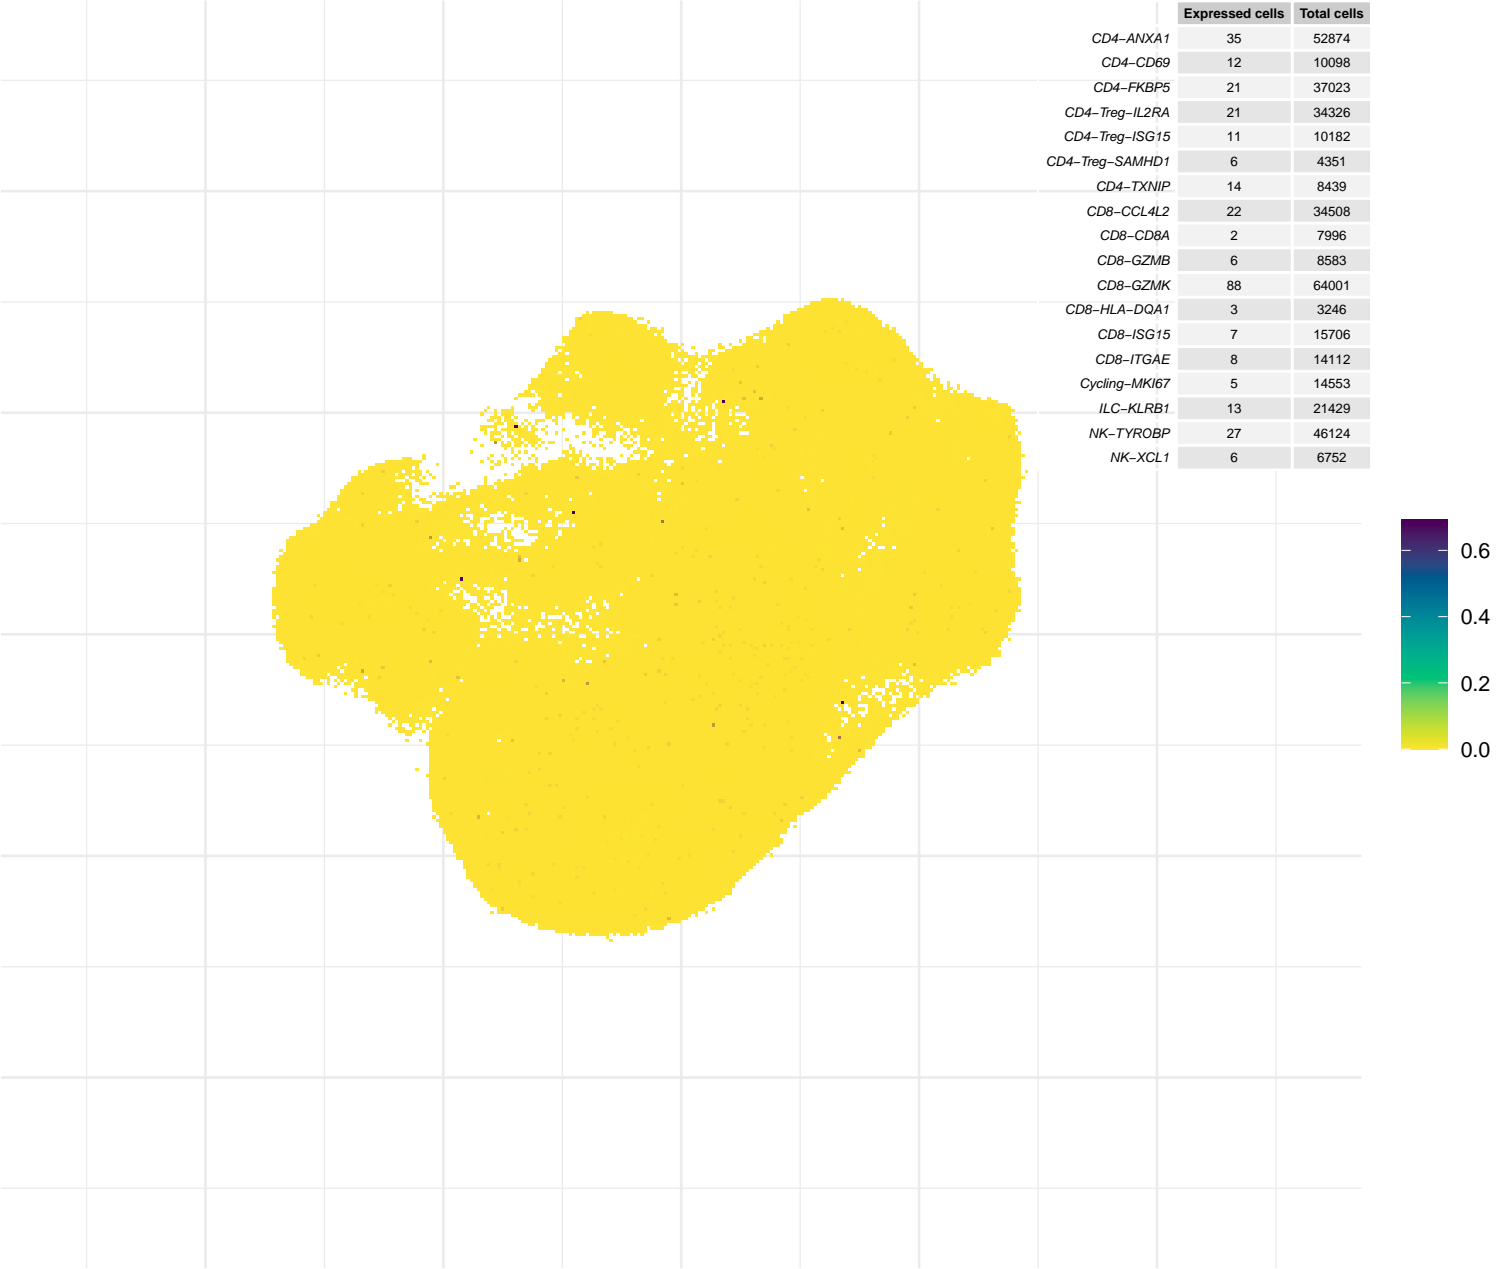 Expressed cells Total cells
CD4−ANXA1 35 52874
CD4−CD69 12 10098
CD4−FKBP5 21 37023
CD4−Treg−IL2RA 21 34326
CD4−Treg−ISG15 11 10182
CD4−Treg−SAMHD1 6 4351
CD4−TXNIP 14 8439
CD8−CCL4L2 22 34508
CD8−CD8A 2 7996
CD8−GZMB 6 8583
CD8−GZMK 88 64001
CD8−HLA−DQA1 3 3246
CD8−ISG15 7 15706
CD8−ITGAE 8 14112
Cycling−MKI67 5 14553
ILC−KLRB1 13 21429
NK−TYROBP 27 46124
NK−XCL1 6 6752
0.6
0.4
0.2
0.0